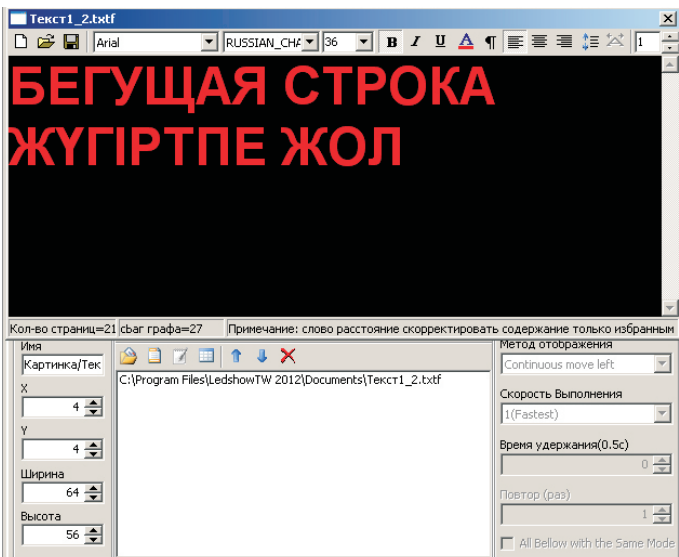 Текст1_2.txtf
Arial RUSSIAN_CHA 36 B I U A ¶ 1
БЕГУЩАЯ СТРОКА
ЖҮГІРТПЕ ЖОЛ
Кол-во страниц=21 сbar графа=27 Примечание: слово расстояние скорректировать содержание только избранным
Имя
Картинка/Тек
X
4
Y
4
Ширина
64
Высота
56
C:\Program Files\LedshowTW 2012\Documents\Текст1_2.txtf
Метод отображения
Continuous move left
Скорость Выполнения
1(Fastest)
Время удержания(0.5с)
0
Повтор (раз)
1
All Bellow with the Same Mode